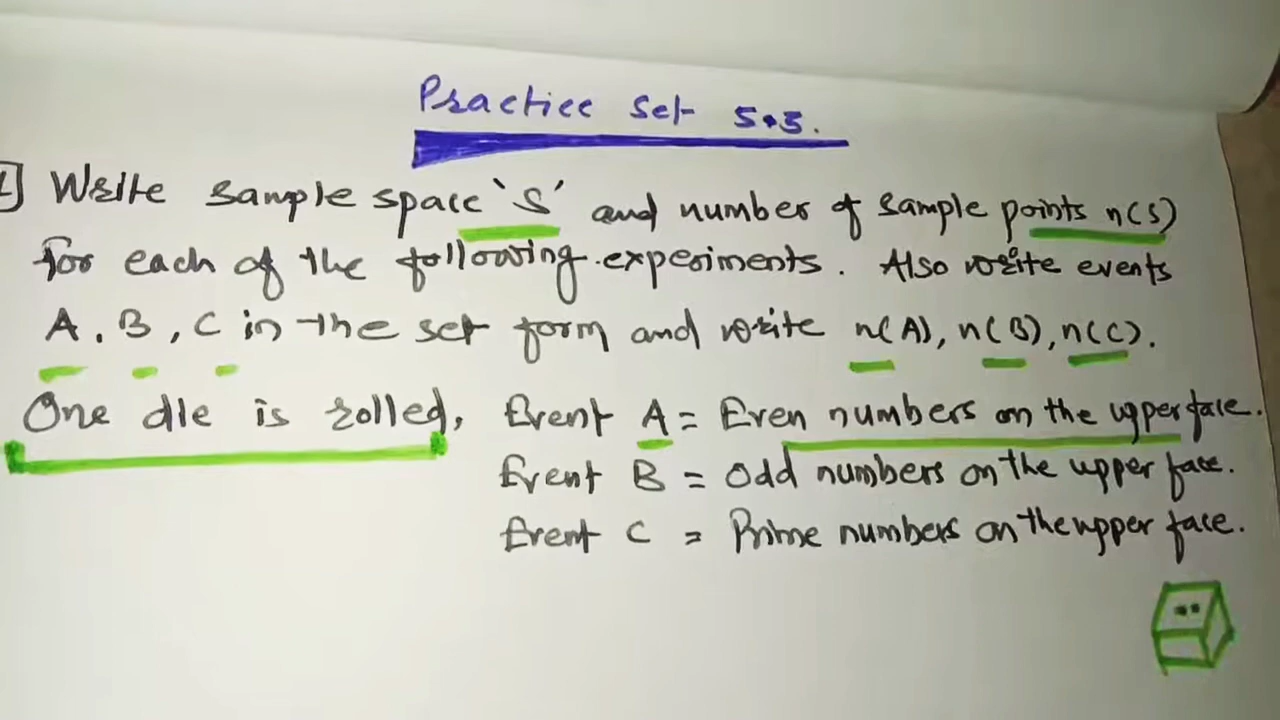 Practice Set 5.3.
1] Write sample space 'S' and number of sample points n(S)
for each of the following experiments. Also write events
A, B, C in the set form and write n(A), n(B), n(C).
One die is rolled, Event A = Even numbers on the upper face.
Event B = Odd numbers on the upper face.
Event C = Prime numbers on the upper face.